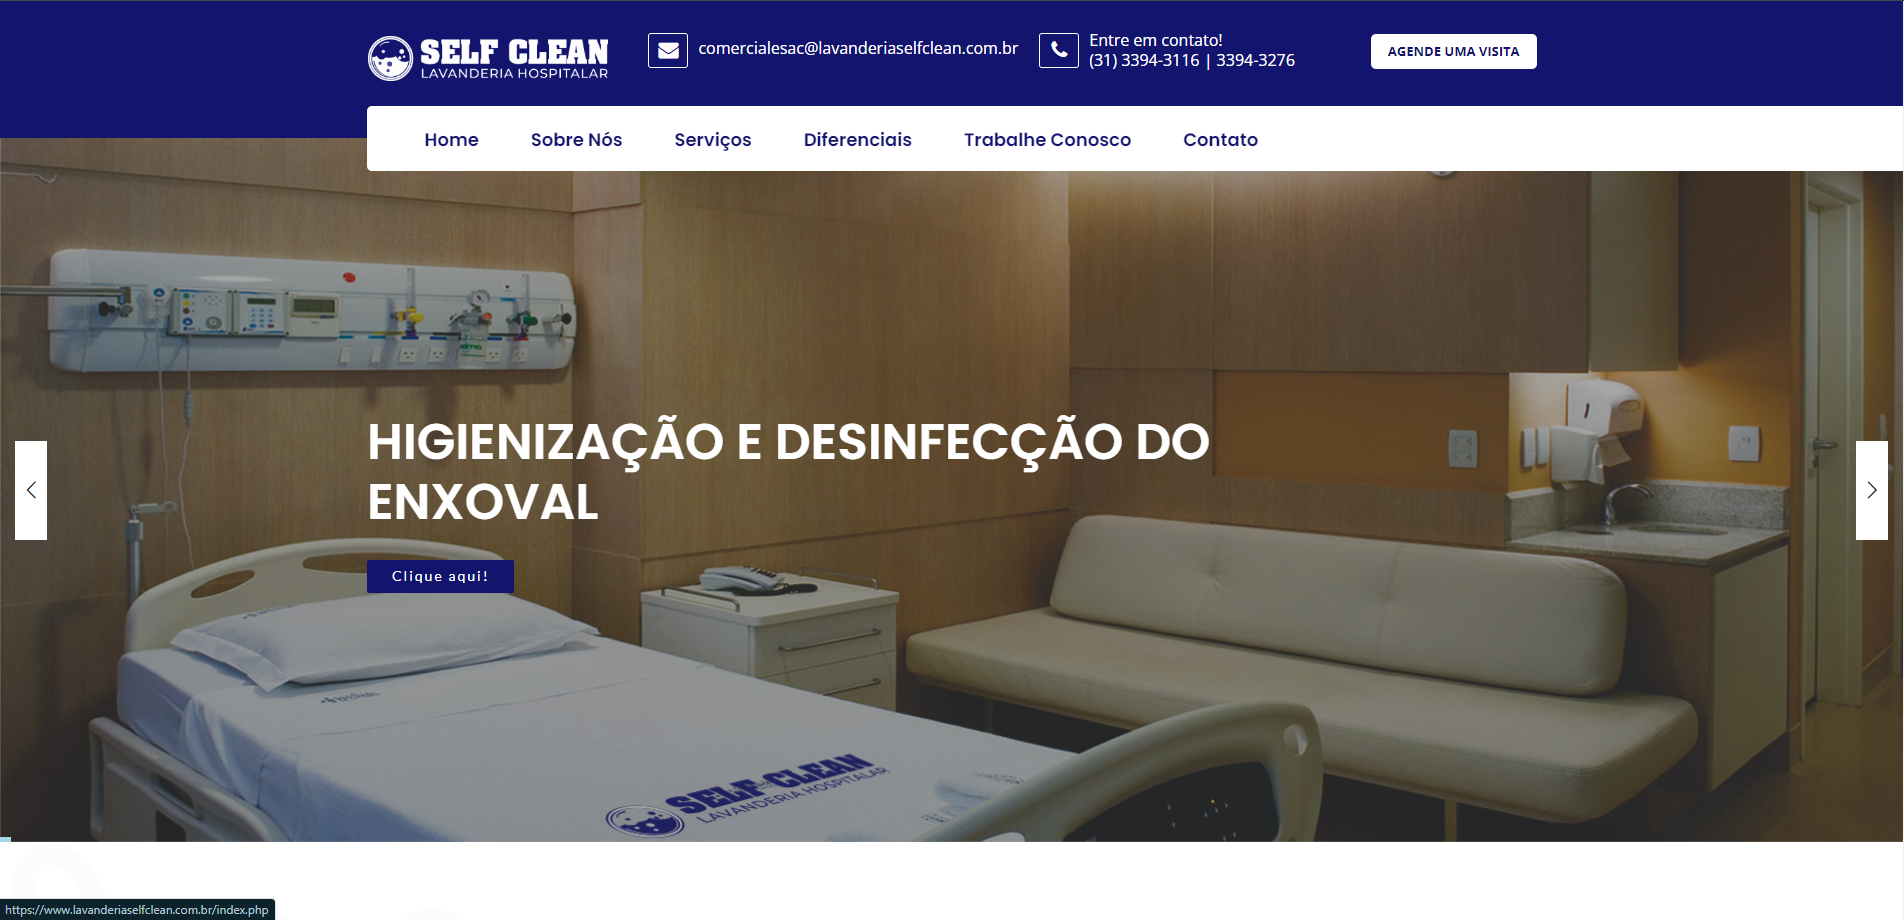 SELF CLEAN
LAVANDERIA HOSPITALAR
comercialesac@lavanderiaselfclean.com.br
Entre em contato!
(31) 3394-3116 | 3394-3276
AGENDE UMA VISITA
Home
Sobre Nós
Serviços
Diferenciais
Trabalhe Conosco
Contato
HIGIENIZAÇÃO E DESINFECÇÃO DO
ENXOVAL
Clique aqui!
SELF CLEAN
LAVANDERIA HOSPITALAR
https://www.lavanderiaselfclean.com.br/index.php